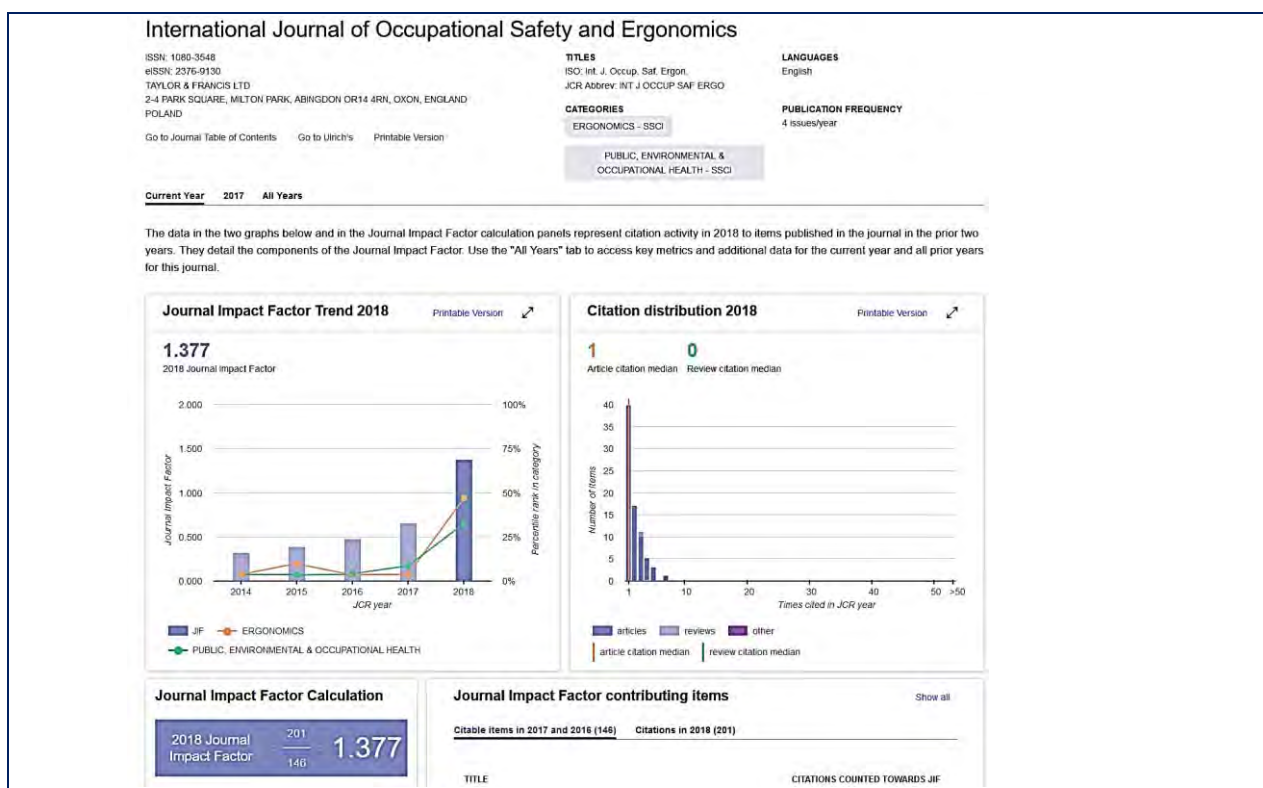 International Journal of Occupational Safety and Ergonomics
ISSN: 1080-3548
eISSN: 2376-9130
TAYLOR & FRANCIS LTD
2-4 PARK SQUARE, MILTON PARK, ABINGDON OR14 4RN, OXON, ENGLAND
POLAND
Go to Journal Table of Contents Go to Ulrich's Printable Version
TITLES
ISO: Int. J. Occup. Saf. Ergon.
JCR Abbrev: INT J OCCUP SAF ERGO
CATEGORIES
ERGONOMICS - SSCI
PUBLIC, ENVIRONMENTAL &
OCCUPATIONAL HEALTH - SSCI
LANGUAGES
English
PUBLICATION FREQUENCY
4 issues/year
Current Year 2017 All Years
The data in the two graphs below and in the Journal Impact Factor calculation panels represent citation activity in 2018 to items published in the journal in the prior two
years. They detail the components of the Journal Impact Factor. Use the "All Years" tab to access key metrics and additional data for the current year and all prior years
for this journal.
Journal Impact Factor Trend 2018 Printable Version
1.377
2018 Journal Impact Factor
2.000 100%
1.500 75%
1.000 50%
0.500 25%
0.000 0%
Journal Impact Factor
Percentile rank in category
2014 2015 2016 2017 2018
JCR year
JIF ERGONOMICS
PUBLIC, ENVIRONMENTAL & OCCUPATIONAL HEALTH
Citation distribution 2018 Printable Version
1 0
Article citation median Review citation median
40
35
30
25
20
15
10
5
0
Number of items
1 10 20 30 40 50 >50
Times cited in JCR year
articles reviews other
article citation median review citation median
Journal Impact Factor Calculation
2018 Journal
Impact Factor
201
146
1.377
Journal Impact Factor contributing items Show all
Citable items in 2017 and 2016 (146) Citations in 2018 (201)
TITLE CITATIONS COUNTED TOWARDS JIF